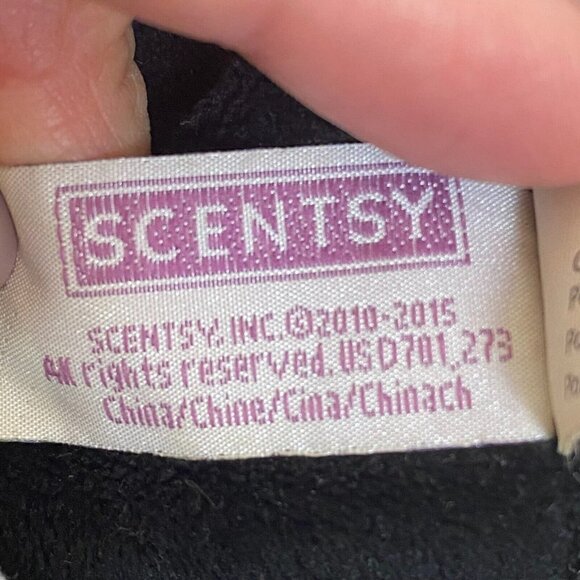 SCENTSY
SCENTSY, INC.©2010-2015
All rights reserved. US D701,273
China/Chine/Cina/Chinach